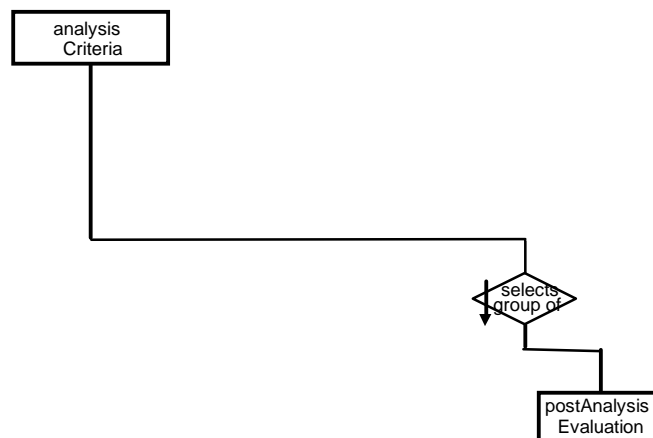 analysis
Criteria
selects
group of
postAnalysis
Evaluation